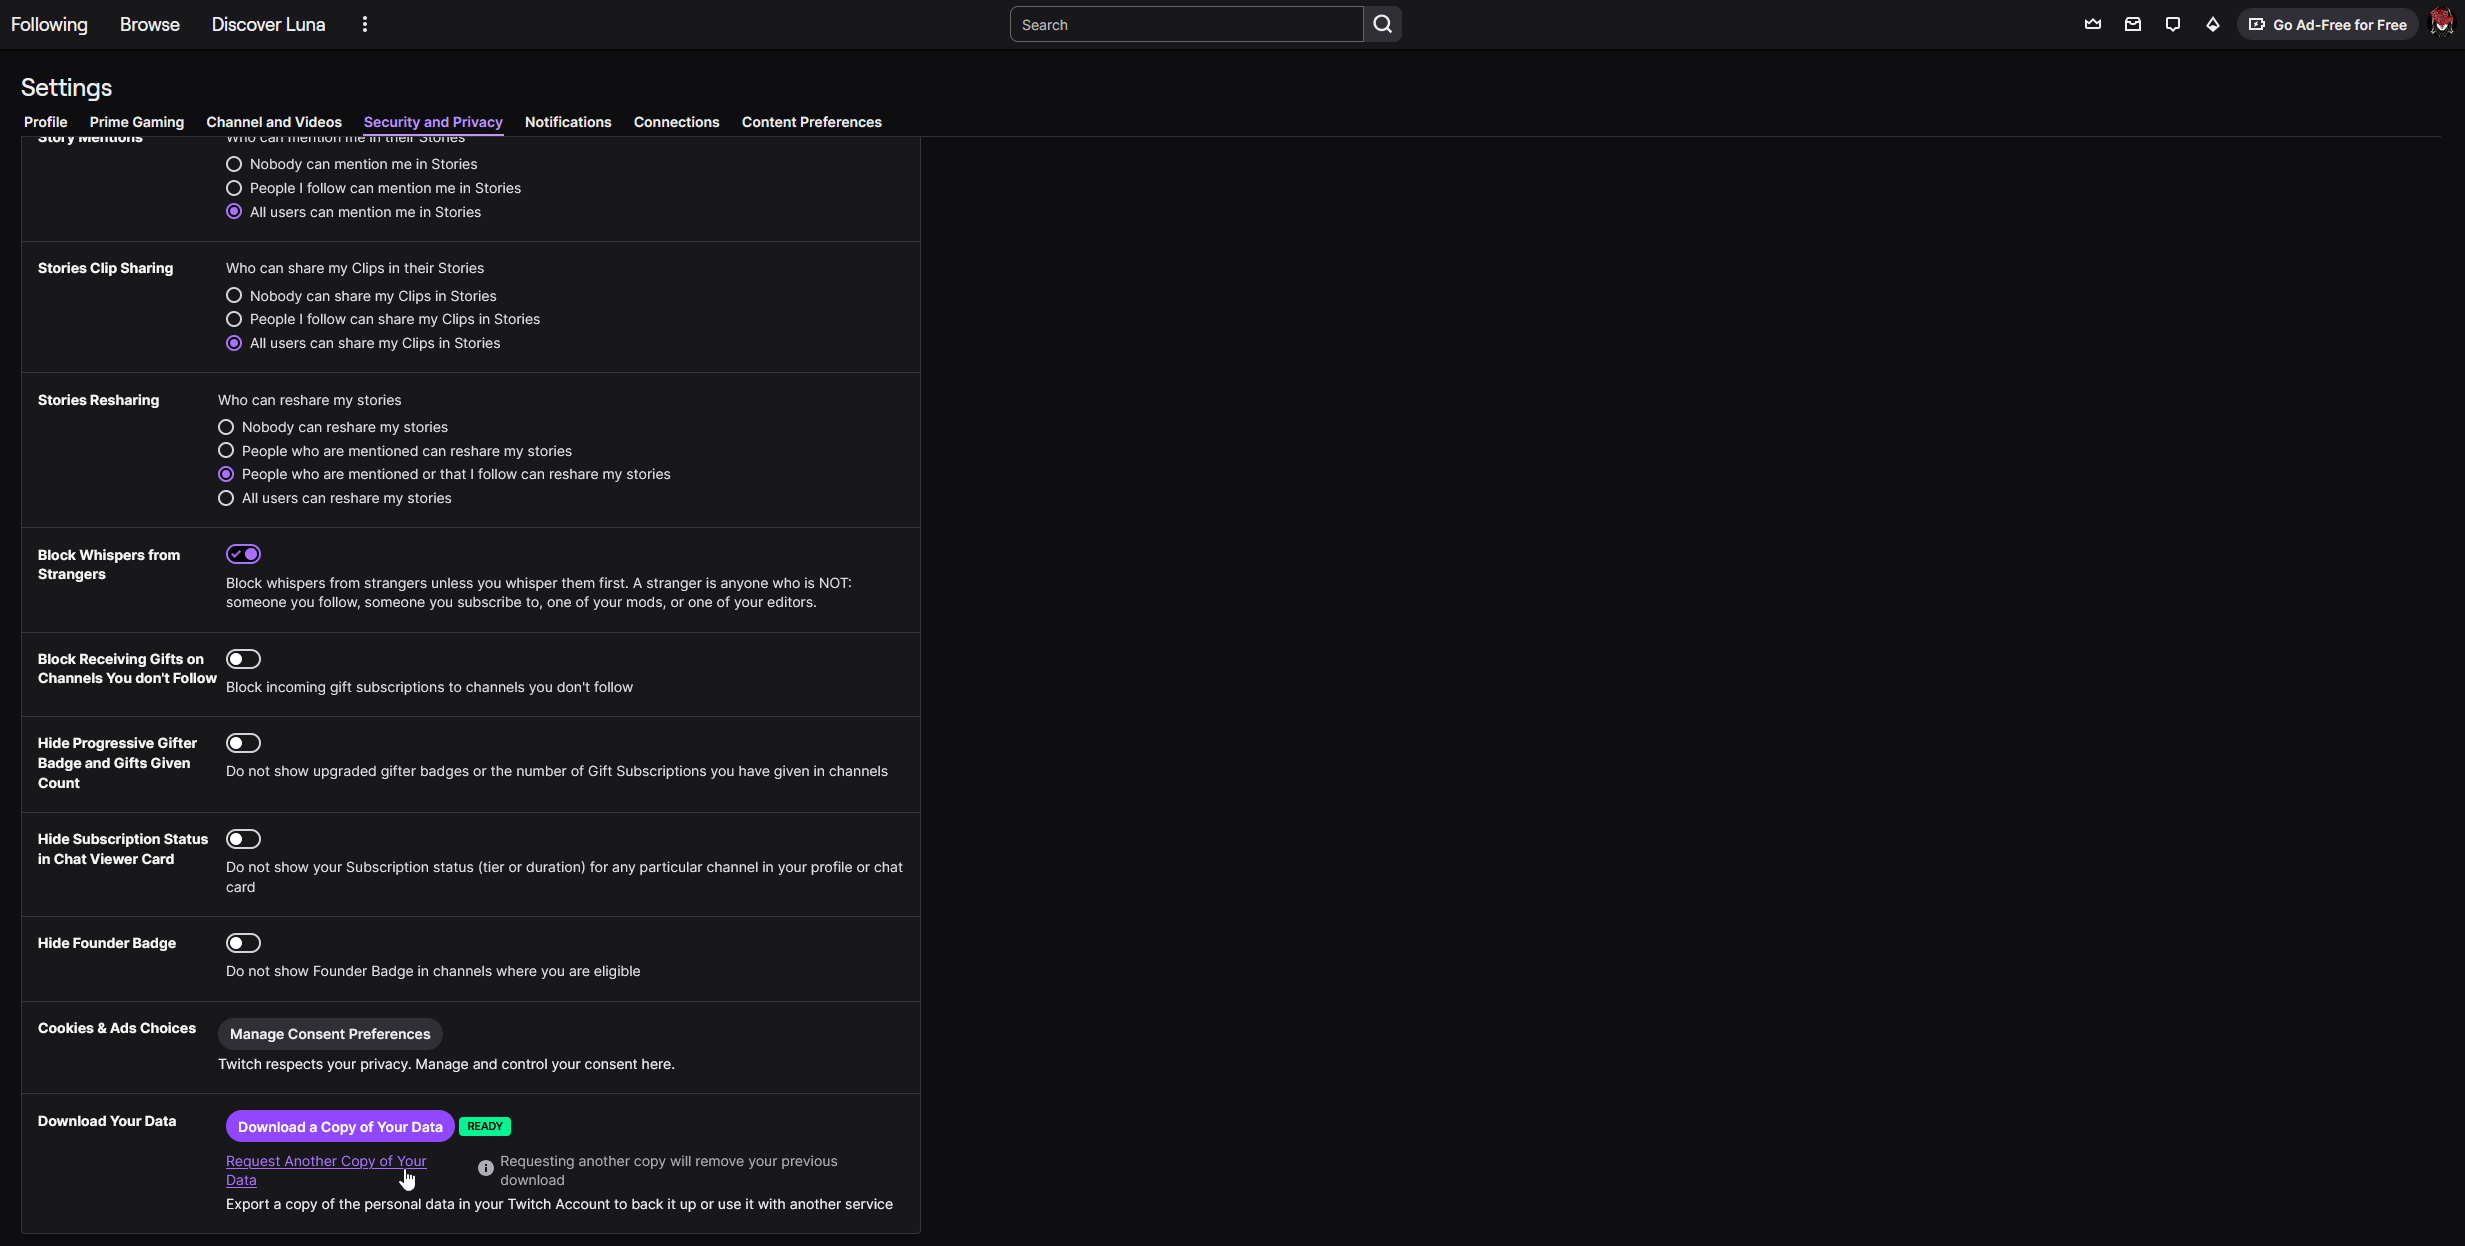 Following Browse Discover Luna Search Go Ad-Free for Free
Settings
Profile Prime Gaming Channel and Videos Security and Privacy Notifications Connections Content Preferences
Story Mentions Who can mention me in their Stories
Nobody can mention me in Stories
People I follow can mention me in Stories
All users can mention me in Stories
Stories Clip Sharing Who can share my Clips in their Stories
Nobody can share my Clips in Stories
People I follow can share my Clips in Stories
All users can share my Clips in Stories
Stories Resharing Who can reshare my stories
Nobody can reshare my stories
People who are mentioned can reshare my stories
People who are mentioned or that I follow can reshare my stories
All users can reshare my stories
Block Whispers from
Strangers
Block whispers from strangers unless you whisper them first. A stranger is anyone who is NOT:
someone you follow, someone you subscribe to, one of your mods, or one of your editors.
Block Receiving Gifts on
Channels You don't Follow
Block incoming gift subscriptions to channels you don't follow
Hide Progressive Gifter
Badge and Gifts Given
Count
Do not show upgraded gifter badges or the number of Gift Subscriptions you have given in channels
Hide Subscription Status
in Chat Viewer Card
Do not show your Subscription status (tier or duration) for any particular channel in your profile or chat
card
Hide Founder Badge
Do not show Founder Badge in channels where you are eligible
Cookies & Ads Choices Manage Consent Preferences
Twitch respects your privacy. Manage and control your consent here.
Download Your Data Download a Copy of Your Data READY
Request Another Copy of Your
Data
Requesting another copy will remove your previous
download
Export a copy of the personal data in your Twitch Account to back it up or use it with another service